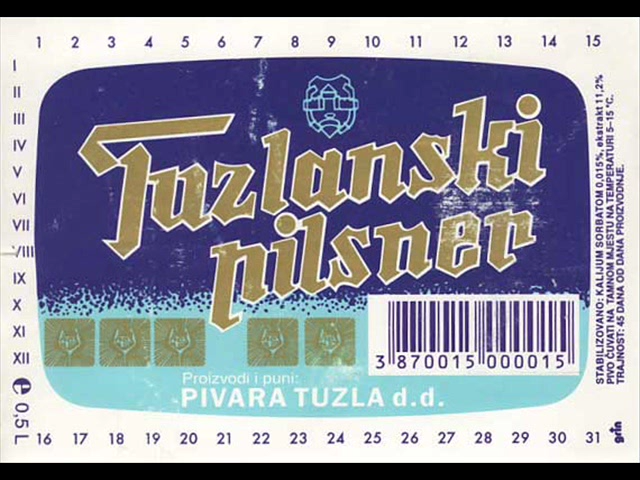 1 2 3 4 5 6 7 8 9 10 11 12 13 14 15
I
II
III
IV
V
VI
VII
VIII
IX
X
XI
XII
e 0,5 L
Tuzlanski
pilsner
3 870015 000015
Proizvodi i puni:
PIVARA TUZLA d.d.
STABILIZOVANO: KALIJUM SORBATOM 0,015%, ekstrakt 11,2%
PIVO ČUVATI NA TAMNOM MJESTU NA TEMPERATURI 5-15 °C.
TRAJNOST: 45 DANA OD DANA PROIZVODNJE.
16 17 18 19 20 21 22 23 24 25 26 27 28 29 30 31
grin